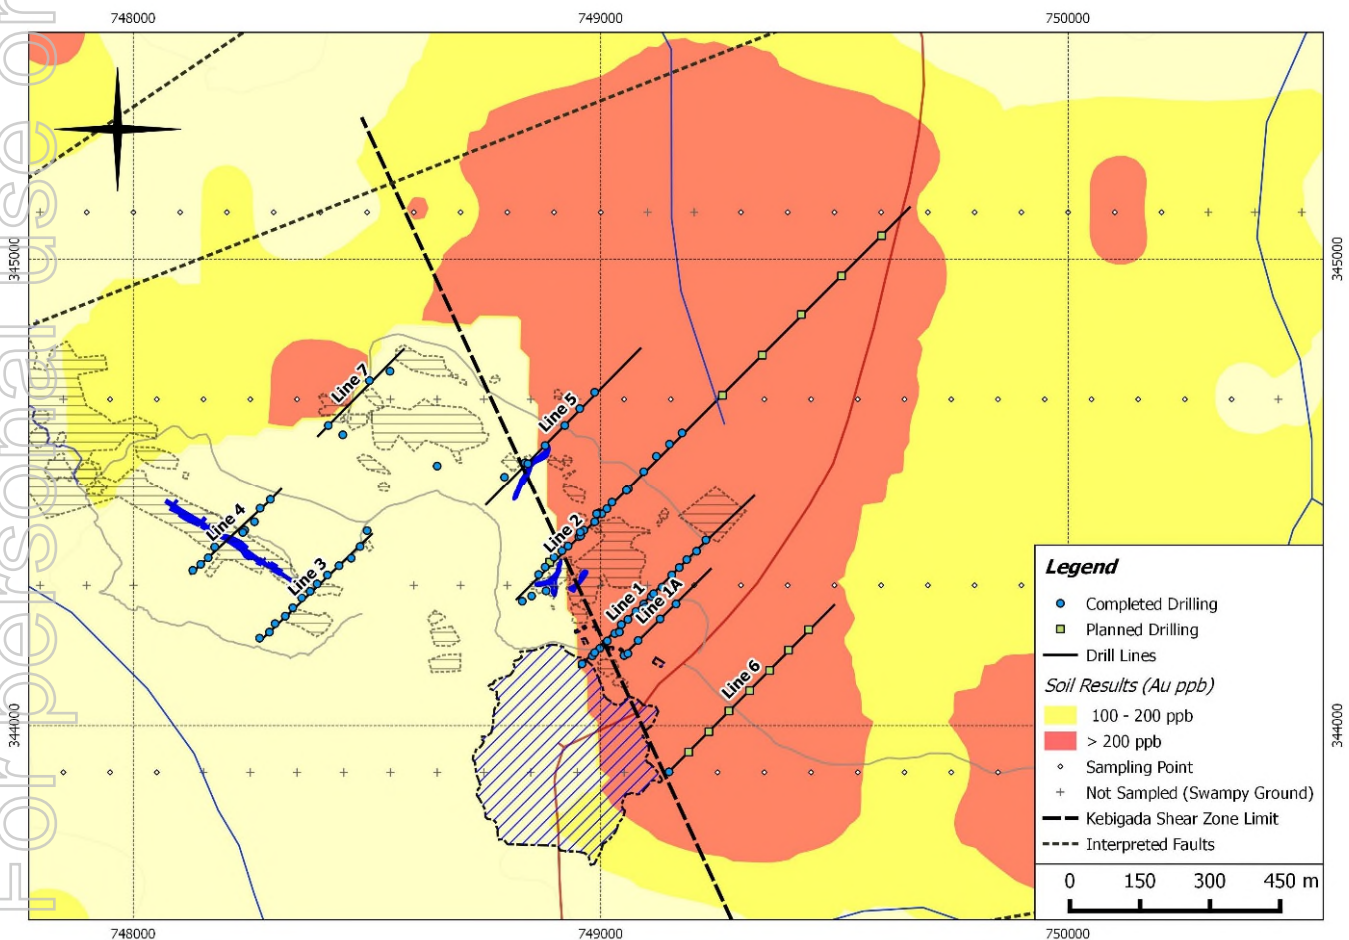 748000 749000 750000
For personal use or
345000
345000
344000
344000
Line 7
Line 5
Line 4
Line 2
Line 3
Line 1
Line 1A
Line 6
Legend
Completed Drilling
Planned Drilling
Drill Lines
Soil Results (Au ppb)
100 - 200 ppb
> 200 ppb
Sampling Point
Not Sampled (Swampy Ground)
Kebigada Shear Zone Limit
Interpreted Faults
0 150 300 450 m
748000 749000 750000